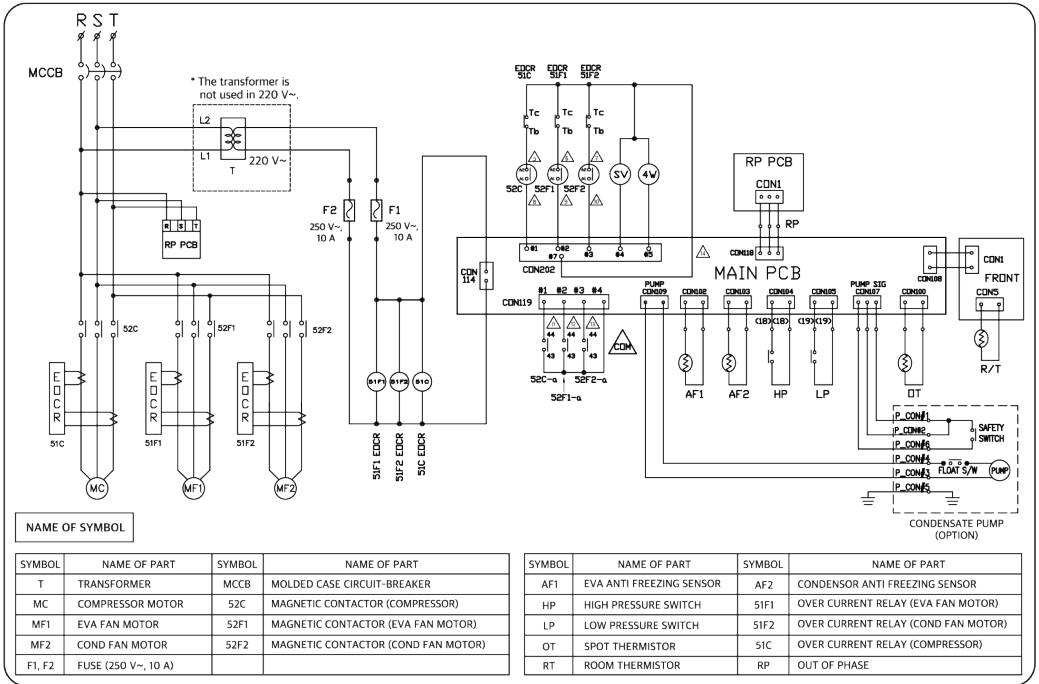 R S T
MCCB
* The transformer is
not used in 220 V~.
L2
L1
T
220 V~
R S T
RP PCB
F2
250 V~,
10 A
F1
250 V~,
10 A
52C
52F1
52F2
EOCR
51C
EOCR
51F1
EOCR
51F2
MC
MF1
MF2
51F1
51F2
51C
51F1 EOCR
51F2 EOCR
51C EOCR
EOCR
51C
EOCR
51F1
EOCR
51F2
Tc
Tb
Tc
Tb
Tc
Tb
52C
52F1
52F2
SV
4W
RP PCB
CON1
RP
#1
#2
#7
#3
#4
#5
CON202
14
CON118
MAIN PCB
CON
114
CON108
CON1
FRONT
CON5
R/T
CON119
#1 #2 #3 #4
44
43
44
43
44
43
52C-a
52F2-a
52F1-a
COM
PUMP
CON109
CON102
CON103
CON104
CON105
PUMP SIG
CON107
CON100
(18) (18)
(19) (19)
AF1
AF2
HP
LP
OT
P_CON#1
P_CON#2
P_CON#6
P_CON#4
P_CON#3
P_CON#5
SAFETY
SWITCH
FLOAT S/W
PUMP
CONDENSATE PUMP
(OPTION)
NAME OF SYMBOL
SYMBOL NAME OF PART SYMBOL NAME OF PART
T TRANSFORMER MCCB MOLDED CASE CIRCUIT-BREAKER
MC COMPRESSOR MOTOR 52C MAGNETIC CONTACTOR (COMPRESSOR)
MF1 EVA FAN MOTOR 52F1 MAGNETIC CONTACTOR (EVA FAN MOTOR)
MF2 COND FAN MOTOR 52F2 MAGNETIC CONTACTOR (COND FAN MOTOR)
F1, F2 FUSE (250 V~, 10 A)
SYMBOL NAME OF PART SYMBOL NAME OF PART
AF1 EVA ANTI FREEZING SENSOR AF2 CONDENSOR ANTI FREEZING SENSOR
HP HIGH PRESSURE SWITCH 51F1 OVER CURRENT RELAY (EVA FAN MOTOR)
LP LOW PRESSURE SWITCH 51F2 OVER CURRENT RELAY (COND FAN MOTOR)
OT SPOT THERMISTOR 51C OVER CURRENT RELAY (COMPRESSOR)
RT ROOM THERMISTOR RP OUT OF PHASE